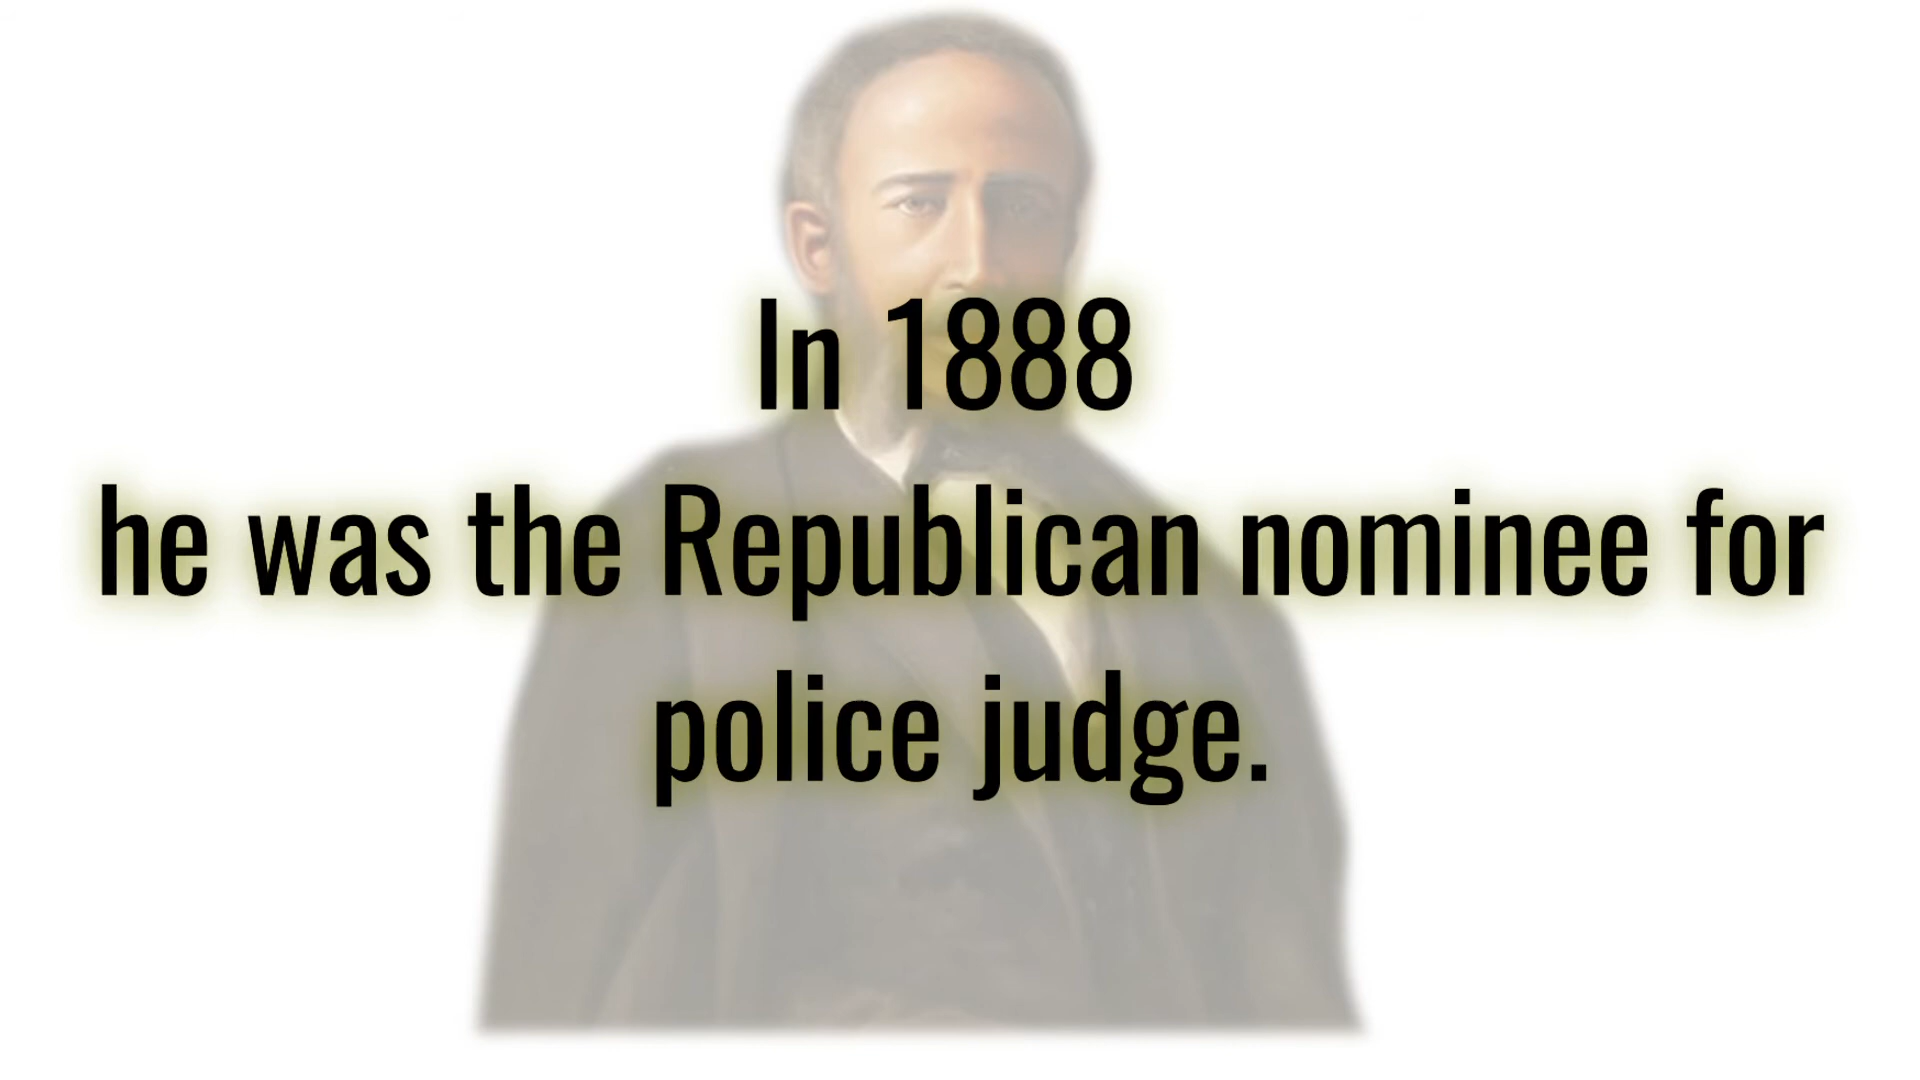 In 1888
he was the Republican nominee for
police judge.